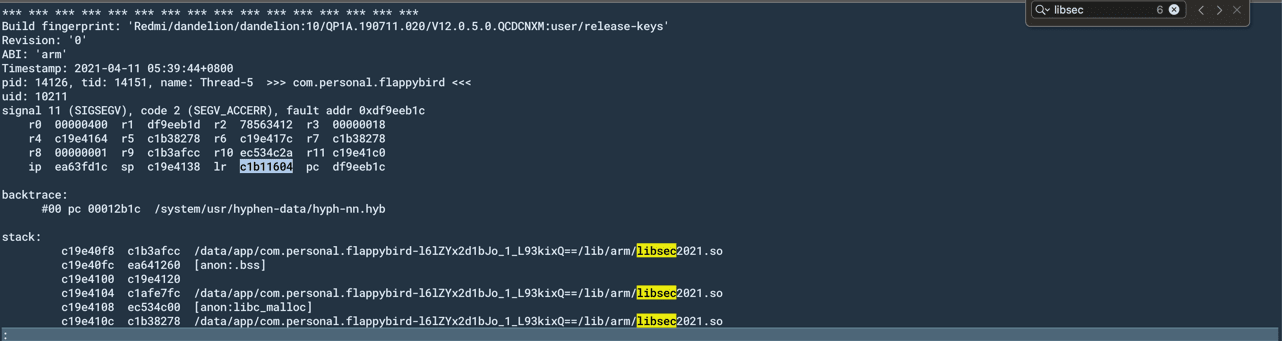 libsec 6
*** *** *** *** *** *** *** *** *** *** *** *** *** *** *** ***
Build fingerprint: 'Redmi/dandelion/dandelion:10/QP1A.190711.020/V12.0.5.0.QCDCNXM:user/release-keys'
Revision: '0'
ABI: 'arm'
Timestamp: 2021-04-11 05:39:44+0800
pid: 14126, tid: 14151, name: Thread-5  >>> com.personal.flappybird <<<
uid: 10211
signal 11 (SIGSEGV), code 2 (SEGV_ACCERR), fault addr 0xdf9eeb1c
    r0  00000400  r1  df9eeb1d  r2  78563412  r3  00000018
    r4  c19e4164  r5  c1b38278  r6  c19e417c  r7  c1b38278
    r8  00000001  r9  c1b3afcc  r10 ec534c2a  r11 c19e41c0
    ip  ea63fd1c  sp  c19e4138  lr  c1b11604  pc  df9eeb1c
backtrace:
      #00 pc 00012b1c  /system/usr/hyphen-data/hyph-nn.hyb
stack:
         c19e40f8  c1b3afcc  /data/app/com.personal.flappybird-l6lZYx2d1bJo_1_L93kixQ==/lib/arm/libsec2021.so
         c19e40fc  ea641260  [anon:.bss]
         c19e4100  c19e4120
         c19e4104  c1afe7fc  /data/app/com.personal.flappybird-l6lZYx2d1bJo_1_L93kixQ==/lib/arm/libsec2021.so
         c19e4108  ec534c00  [anon:libc_malloc]
         c19e410c  c1b38278  /data/app/com.personal.flappybird-l6lZYx2d1bJo_1_L93kixQ==/lib/arm/libsec2021.so
: